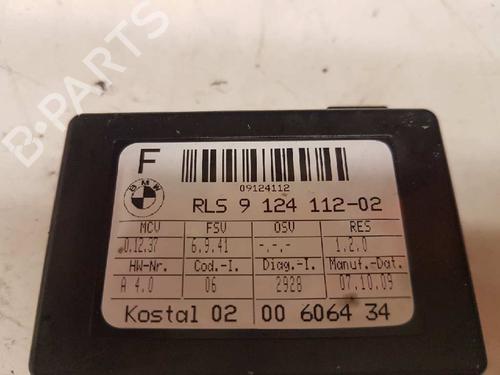 B-PARTS
F
09124112
BMW
RLS 9 124 112-02
MCV FSV OSV RES
0.12.37 6.9.41 -.-.- 1.2.0
HW-Nr. Cod.-I. Diag.-I. Manuf.-Dat.
A 4.0 06 2928 07.10.09
Kostal 02 00 6064 34